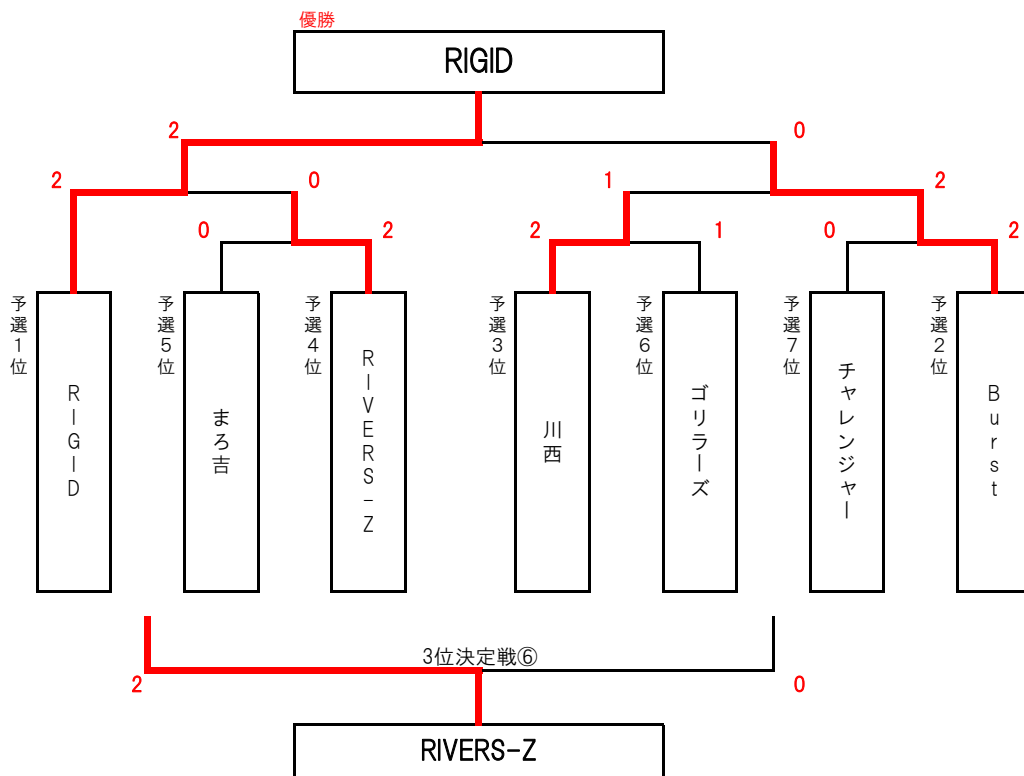 優勝
RIGID
2
0
2
0
1
2
0
2
2
1
0
2
予選1位
予選5位
予選4位
予選3位
予選6位
予選7位
予選2位
RIGID
まろ吉
RIVERS-Z
川西
ゴリラーズ
チャレンジャー
Burst
3位決定戦⑥
2
0
RIVERS-Z